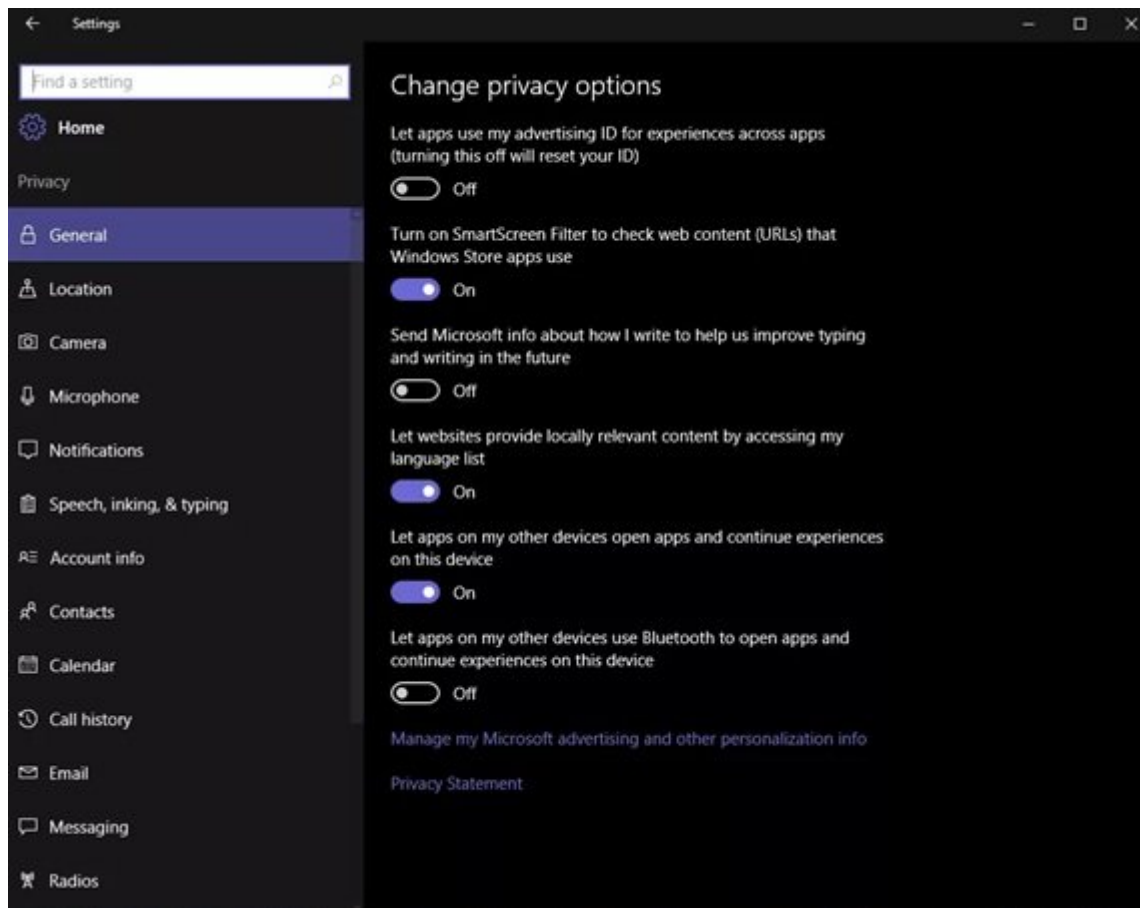 Settings
Find a setting
Home
Privacy
General
Location
Camera
Microphone
Notifications
Speech, inking, & typing
Account info
Contacts
Calendar
Call history
Email
Messaging
Radios
Change privacy options
Let apps use my advertising ID for experiences across apps
(turning this off will reset your ID)
Off
Turn on SmartScreen Filter to check web content (URLs) that
Windows Store apps use
On
Send Microsoft info about how I write to help us improve typing
and writing in the future
Off
Let websites provide locally relevant content by accessing my
language list
On
Let apps on my other devices open apps and continue experiences
on this device
On
Let apps on my other devices use Bluetooth to open apps and
continue experiences on this device
Off
Manage my Microsoft advertising and other personalization info
Privacy Statement